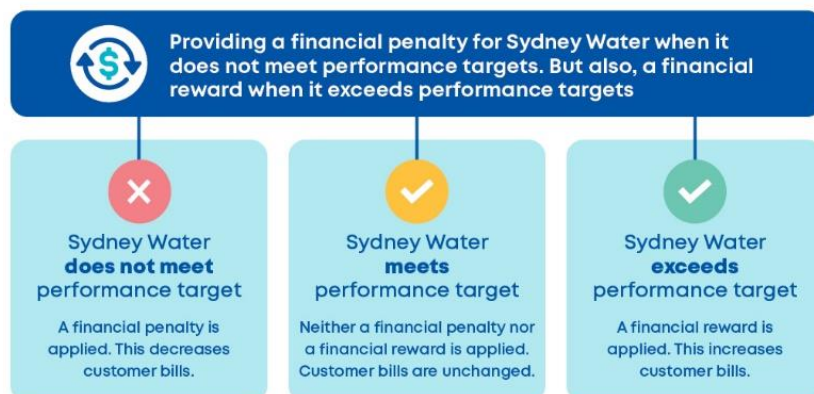 Providing a financial penalty for Sydney Water when it
does not meet performance targets. But also, a financial
reward when it exceeds performance targets
$
Sydney Water
does not meet
performance target
A financial penalty is
applied. This decreases
customer bills.
Sydney Water
meets
performance target
Neither a financial penalty nor
a financial reward is applied.
Customer bills are unchanged.
Sydney Water
exceeds
performance target
A financial reward is
applied. This increases
customer bills.